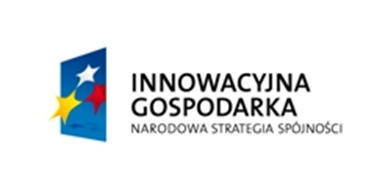 INNOWACYJNA
GOSPODARKA
NARODOWA STRATEGIA SPÓJNOŚCI